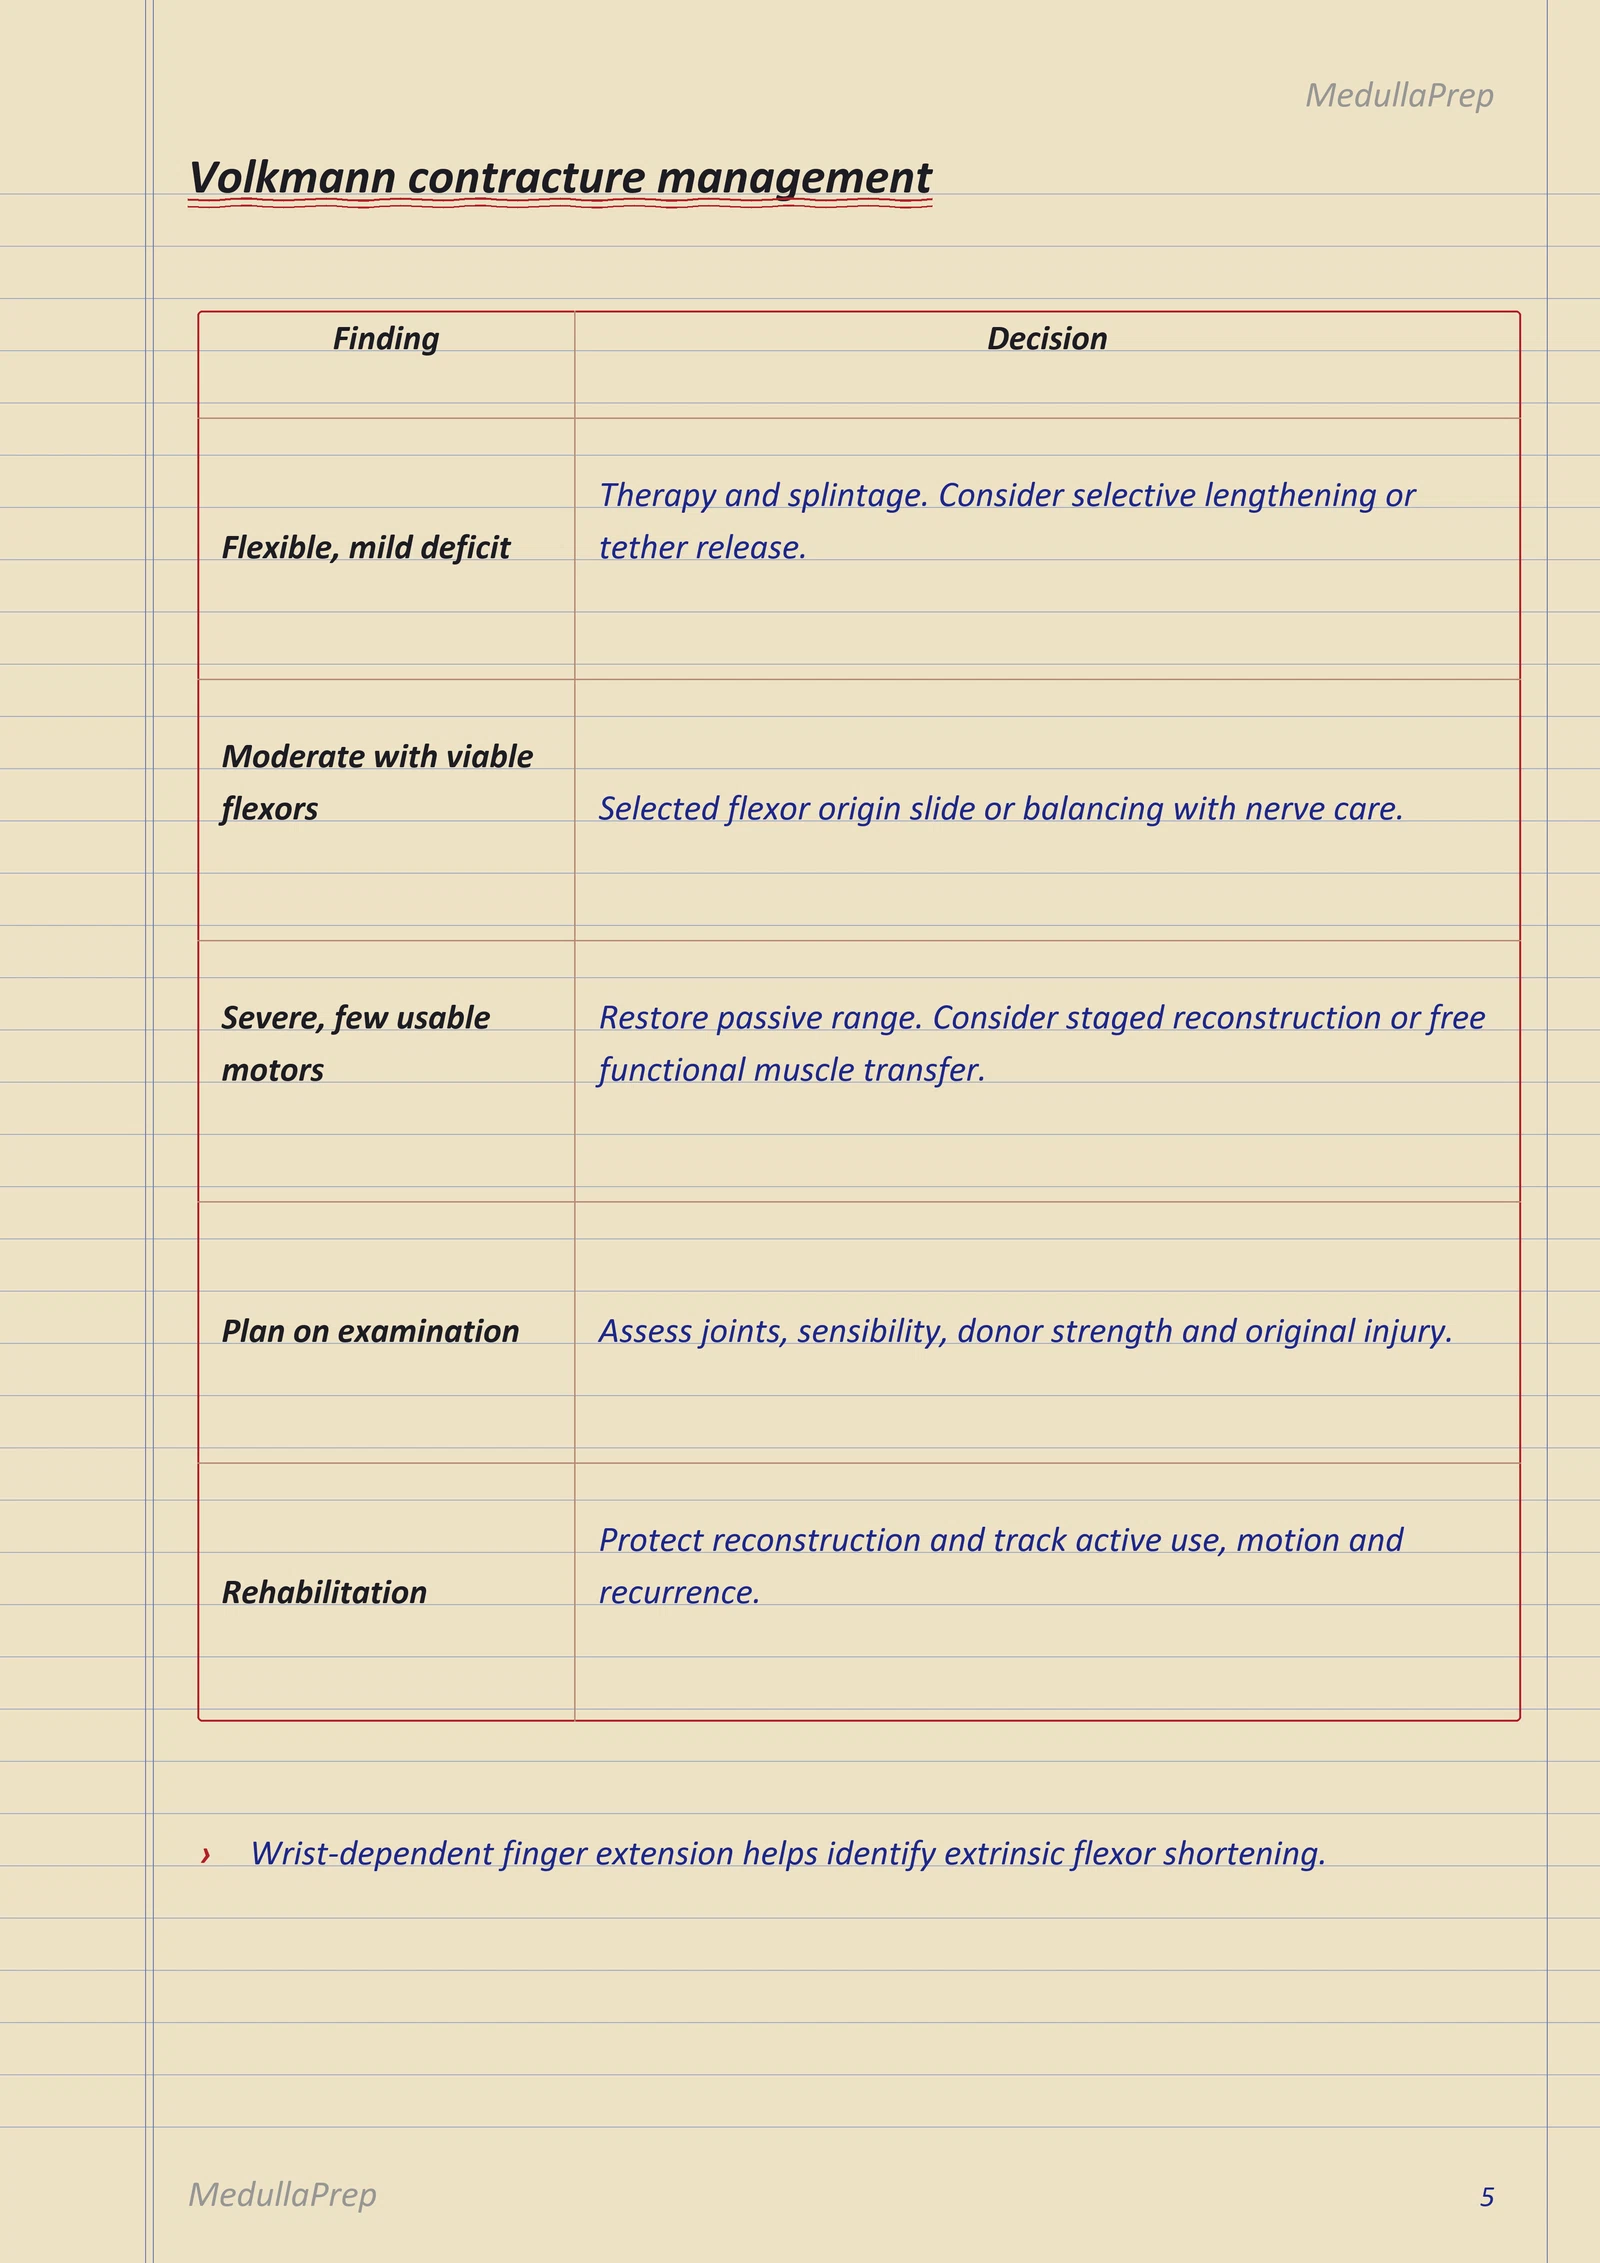 MedullaPrep
Volkmann contracture management
Finding
Decision
Flexible, mild deficit
Therapy and splintage. Consider selective lengthening or
tether release.
Moderate with viable
flexors
Selected flexor origin slide or balancing with nerve care.
Severe, few usable
motors
Restore passive range. Consider staged reconstruction or free
functional muscle transfer.
Plan on examination
Assess joints, sensibility, donor strength and original injury.
Rehabilitation
Protect reconstruction and track active use, motion and
recurrence.
› Wrist-dependent finger extension helps identify extrinsic flexor shortening.
MedullaPrep
5